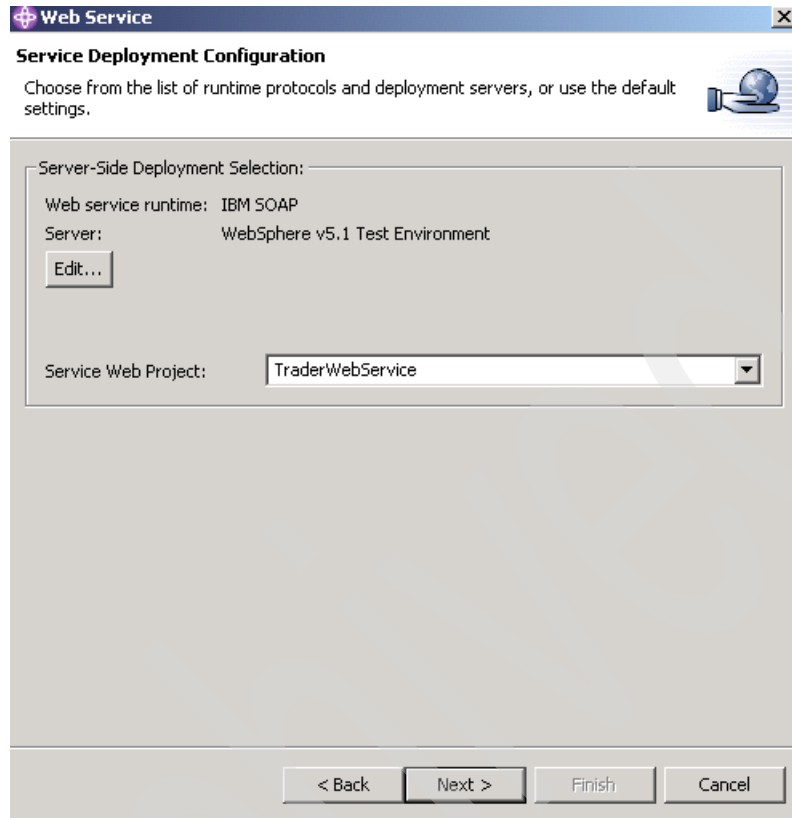 Web Service
Service Deployment Configuration
Choose from the list of runtime protocols and deployment servers, or use the default
settings.
Server-Side Deployment Selection:
Web service runtime: IBM SOAP
Server: WebSphere v5.1 Test Environment
Edit...
Service Web Project: TraderWebService
< Back Next > Finish Cancel